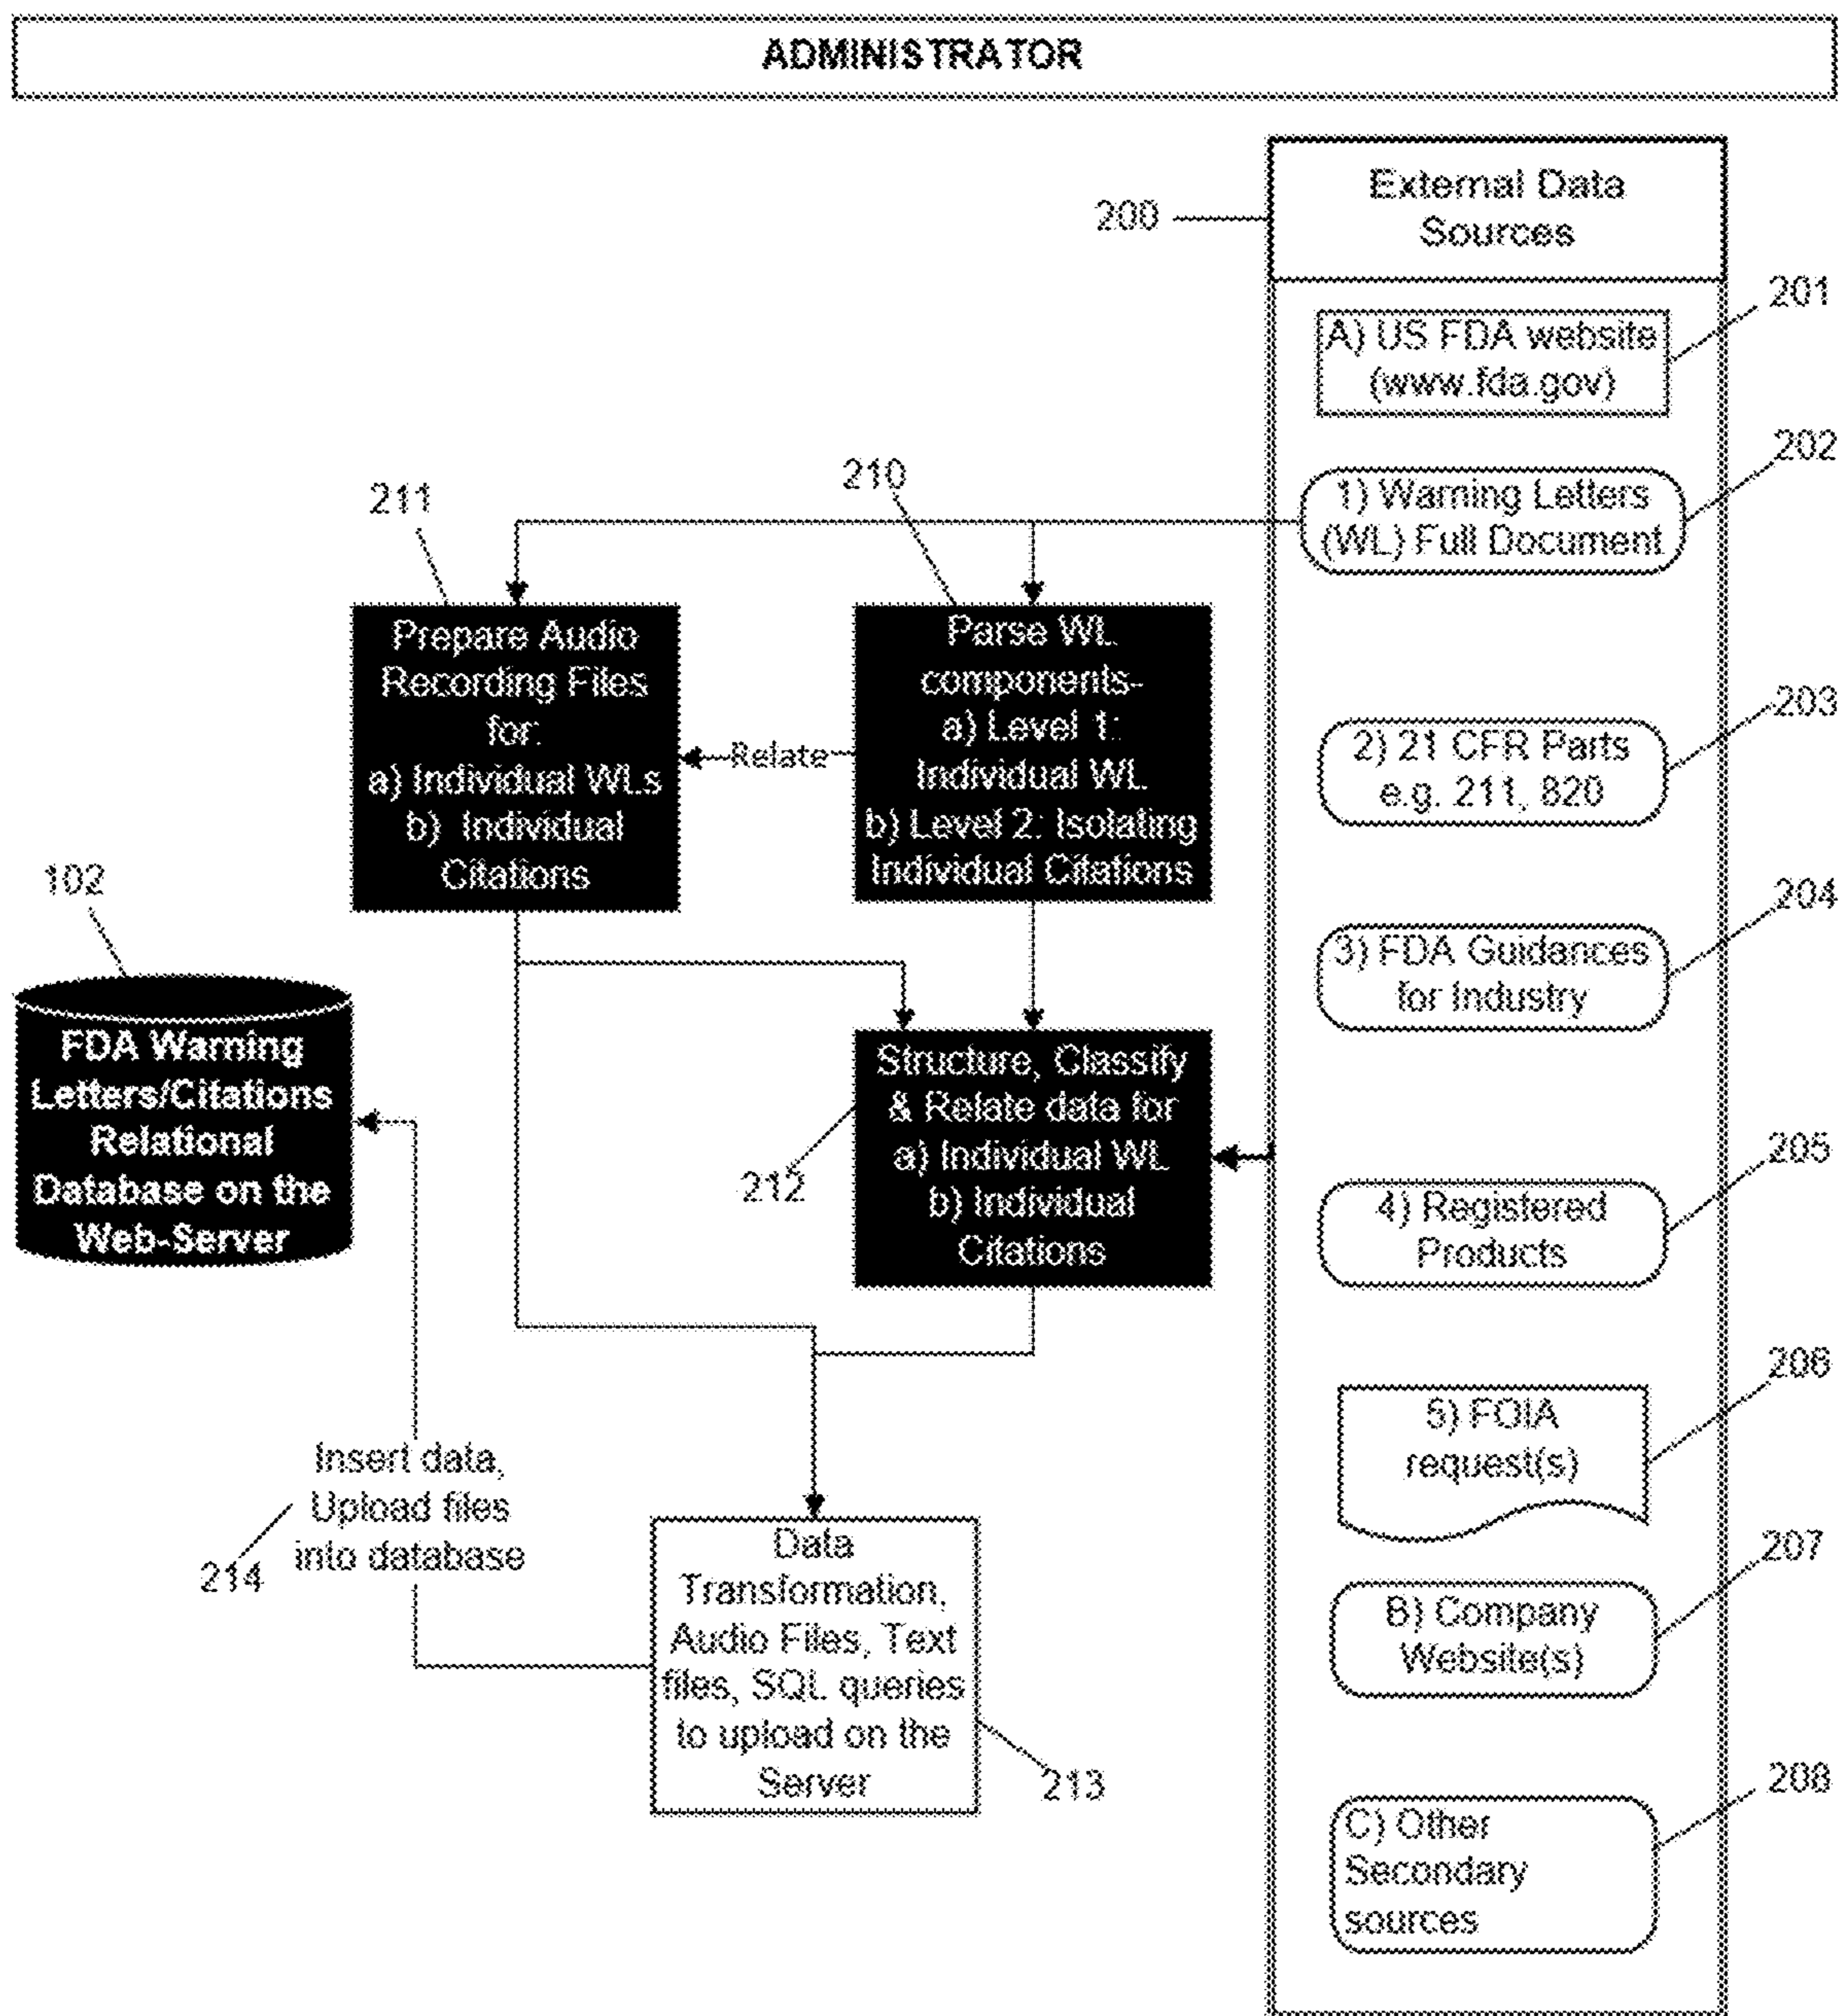 ADMINISTRATOR
External Data
Sources
200
201
A) US FDA website
(www.fda.gov)
202
1) Warning Letters
(WL) Full Document
210
211
Prepare Audio
Recording Files
for:
a) Individual WLs
b) Individual
Citations
Relate
Parse WL
components-
a) Level 1:
Individual WL
b) Level 2: Isolating
Individual Citations
203
2) 21 CFR Parts
e.g. 211, 820
204
3) FDA Guidances
for Industry
102
FDA Warning
Letters/Citations
Relational
Database on the
Web-Server
Structure, Classify
& Relate data for
a) Individual WL
b) Individual
Citations
212
205
4) Registered
Products
206
5) FOIA
request(s)
Insert data,
Upload files
into database
214
Data
Transformation,
Audio Files, Text
files, SQL queries
to upload on the
Server
213
207
B) Company
Website(s)
208
C) Other
Secondary
sources